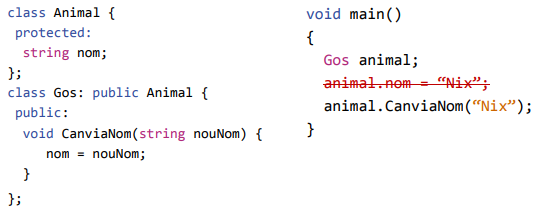 class Animal {
protected:
string nom;
};
class Gos: public Animal {
public:
void CanviaNom(string nouNom) {
nom = nouNom;
}
};
void main()
{
Gos animal;
animal.nom = “Nix”;
animal.CanviaNom(“Nix”);
}